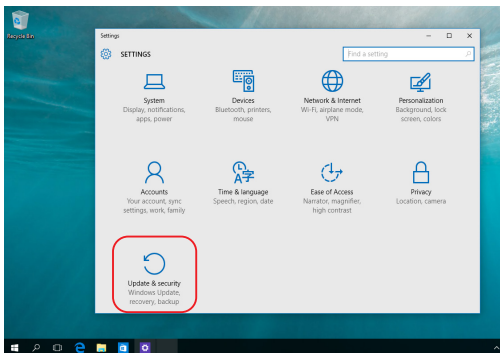 Recycle Bin
Settings
SETTINGS
Find a setting
System
Display, notifications,
apps, power
Devices
Bluetooth, printers,
mouse
Network & Internet
Wi-Fi, airplane mode,
VPN
Personalization
Background, lock
screen, colors
Accounts
Your account, sync
settings, work, family
Time & language
Speech, region, date
Ease of Access
Narrator, magnifier,
high contrast
Privacy
Location, camera
Update & security
Windows Update,
recovery, backup